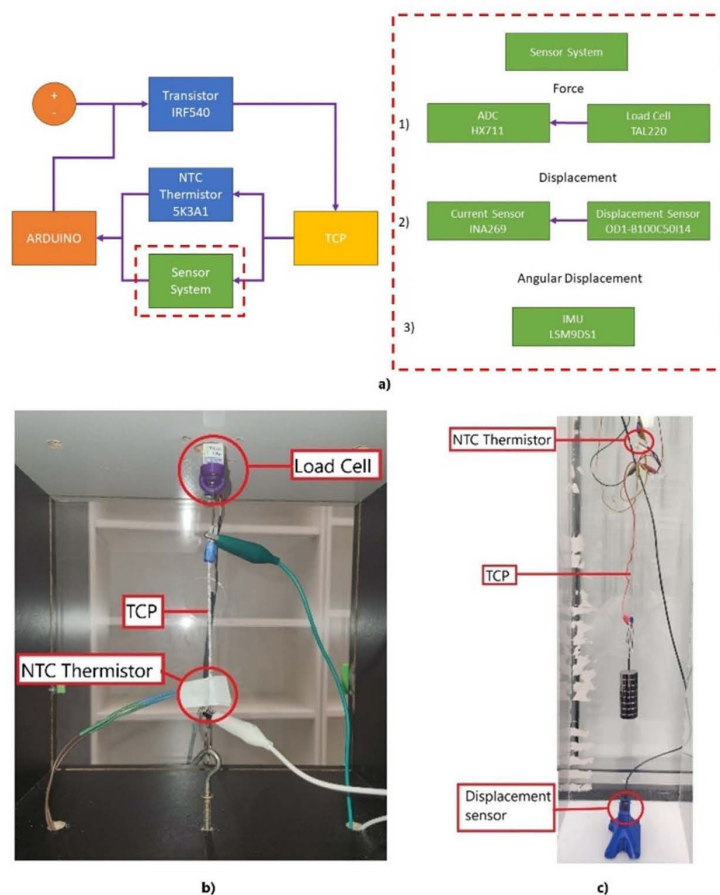 +
-
Transistor
IRF540
NTC
Thermistor
5K3A1
ARDUINO
TCP
Sensor
System
Sensor System
Force
1)
ADC
HX711
Load Cell
TAL220
Displacement
2)
Current Sensor
INA269
Displacement Sensor
OD1-B100C50I14
Angular Displacement
3)
IMU
LSM9DS1
a)
Load Cell
TCP
NTC Thermistor
b)
NTC Thermistor
TCP
Displacement
sensor
c)